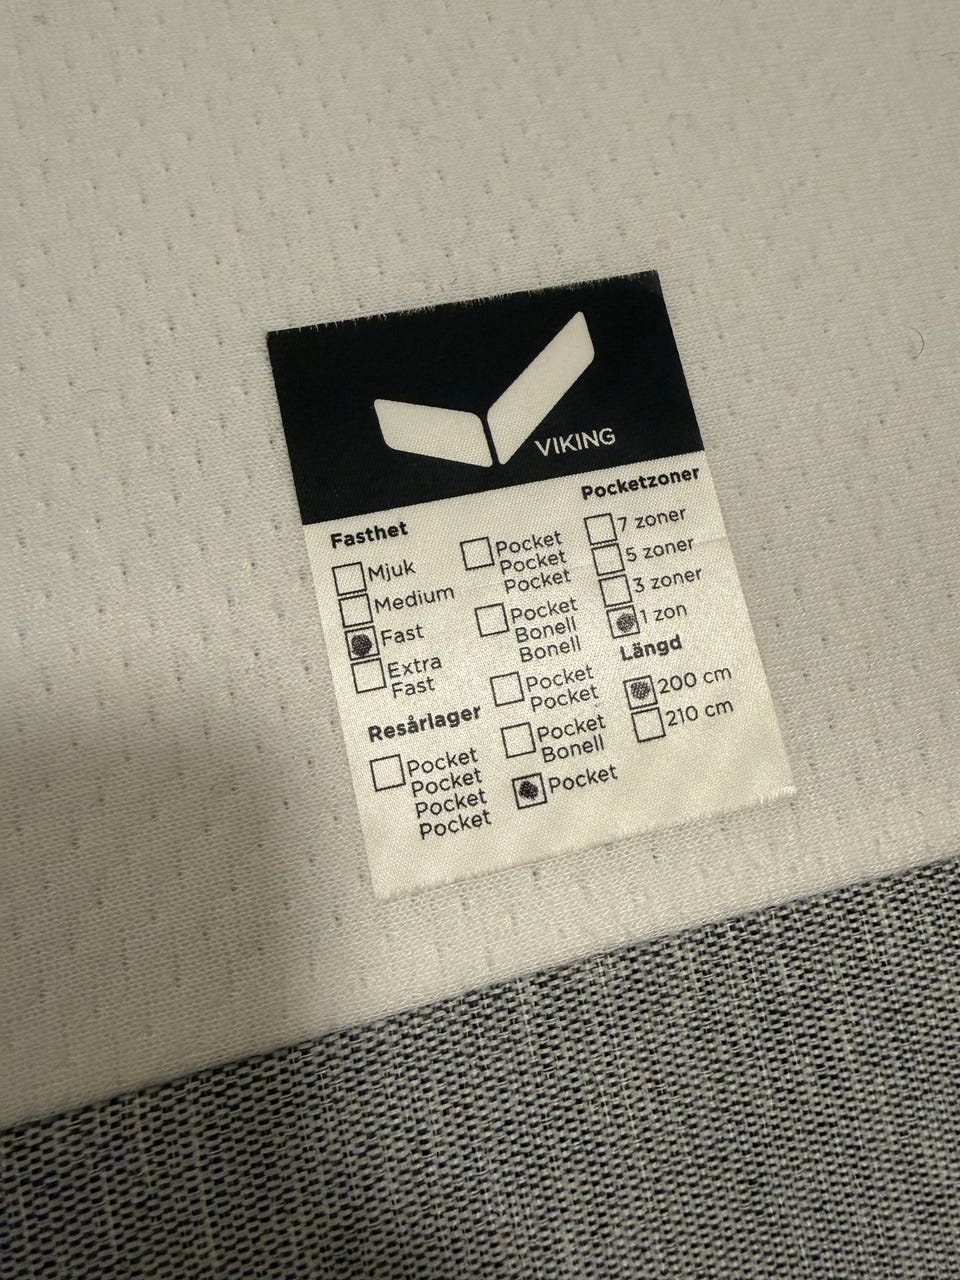 VIKING
Fasthet
Mjuk
Medium
Fast
Extra
Fast
Resårlager
Pocket
Pocket
Pocket
Pocket
Pocket
Pocket
Pocket
Pocket
Bonell
Bonell
Pocket
Pocket
Pocket
Bonell
Pocket
Pocketzoner
7 zoner
5 zoner
3 zoner
1 zon
Längd
200 cm
210 cm